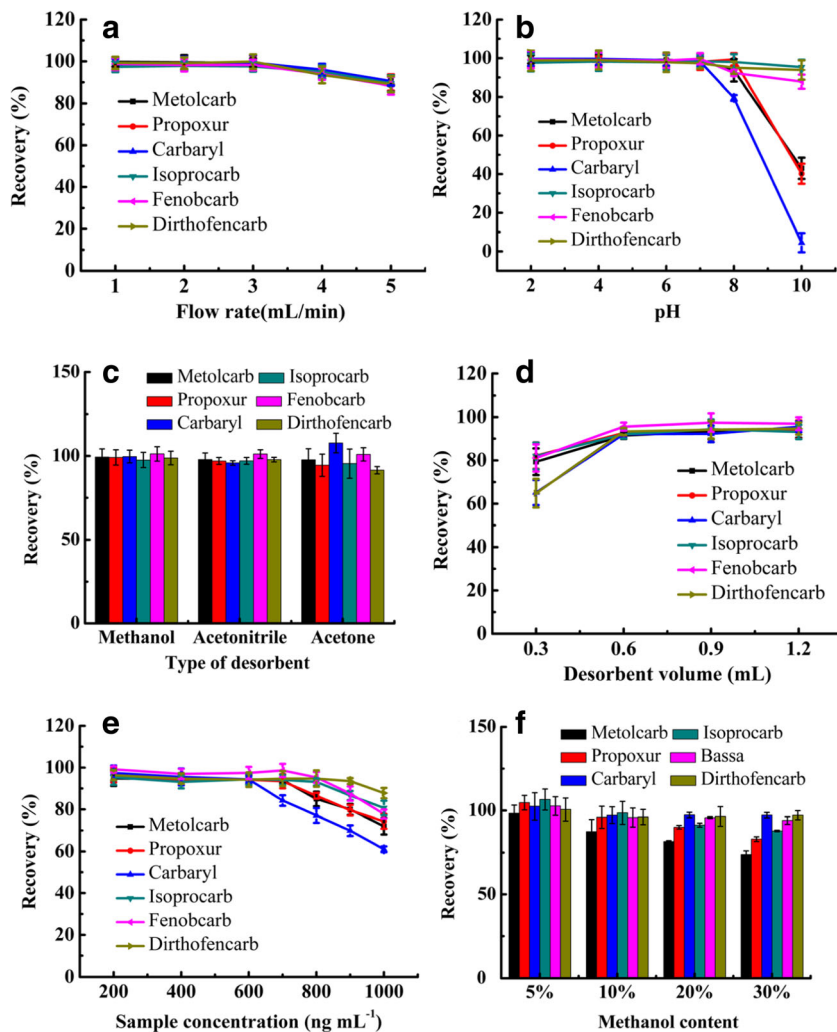 a
120
100
80
60
40
20
0
Recovery (%)
Metolcarb
Propoxur
Carbaryl
Isoprocarb
Fenobcarb
Dirthofencarb
1 2 3 4 5
Flow rate(mL/min)
b
120
100
80
60
40
20
0
Recovery (%)
Metolcarb
Propoxur
Carbaryl
Isoprocarb
Fenobcarb
Dirthofencarb
2 4 6 8 10
pH
c
150
100
50
0
Recovery (%)
Metolcarb Isoprocarb
Propoxur Fenobcarb
Carbaryl Dirthofencarb
Methanol Acetonitrile Acetone
Type of desorbent
d
120
100
80
60
40
20
0
Recovery (%)
Metolcarb
Propoxur
Carbaryl
Isoprocarb
Fenobcarb
Dirthofencarb
0.3 0.6 0.9 1.2
Desorbent volume (mL)
e
120
100
80
60
40
20
0
Recovery (%)
Metolcarb
Propoxur
Carbaryl
Isoprocarb
Fenobcarb
Dirthofencarb
200 400 600 800 1000
Sample concentration (ng mL⁻¹)
f
150
100
50
0
Recovery (%)
Metolcarb Isoprocarb
Propoxur Bassa
Carbaryl Dirthofencarb
5% 10% 20% 30%
Methanol content